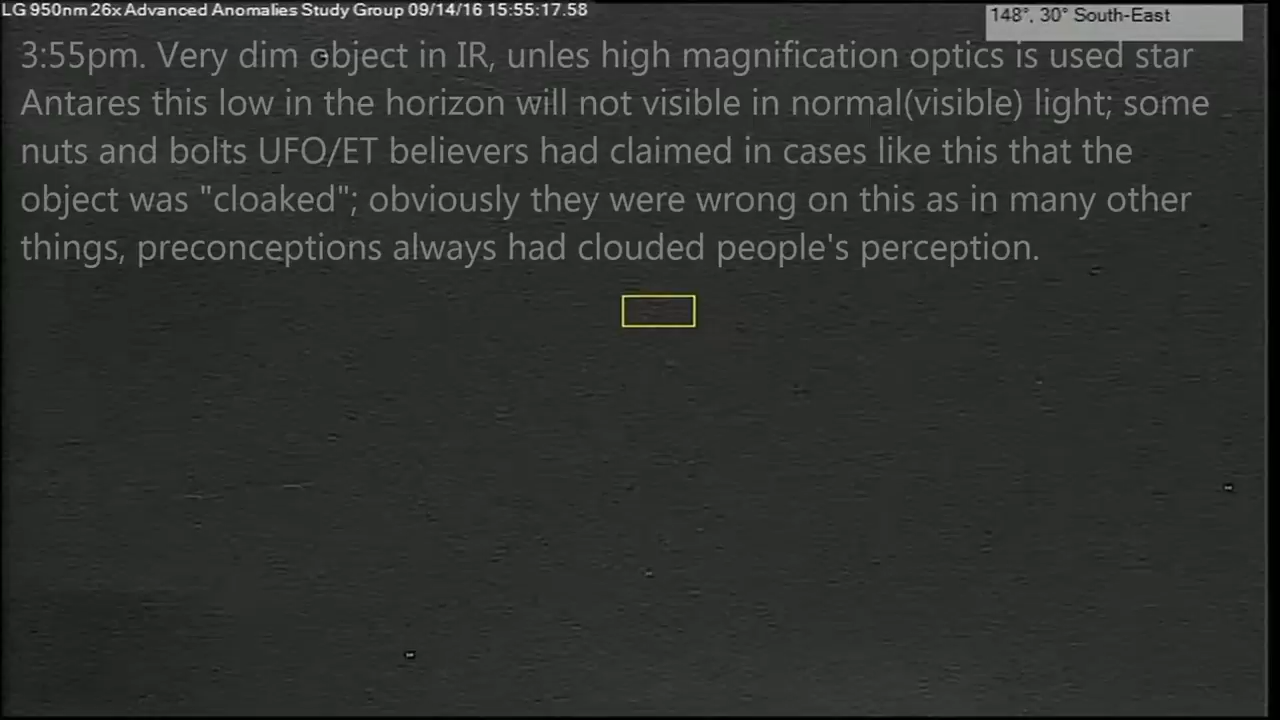 LG 950nm 26x Advanced Anomalies Study Group 09/14/16 15:55:17.58
148°, 30° South-East
3:55pm. Very dim object in IR, unles high magnification optics is used star
Antares this low in the horizon will not visible in normal(visible) light; some
nuts and bolts UFO/ET believers had claimed in cases like this that the
object was "cloaked"; obviously they were wrong on this as in many other
things, preconceptions always had clouded people's perception.